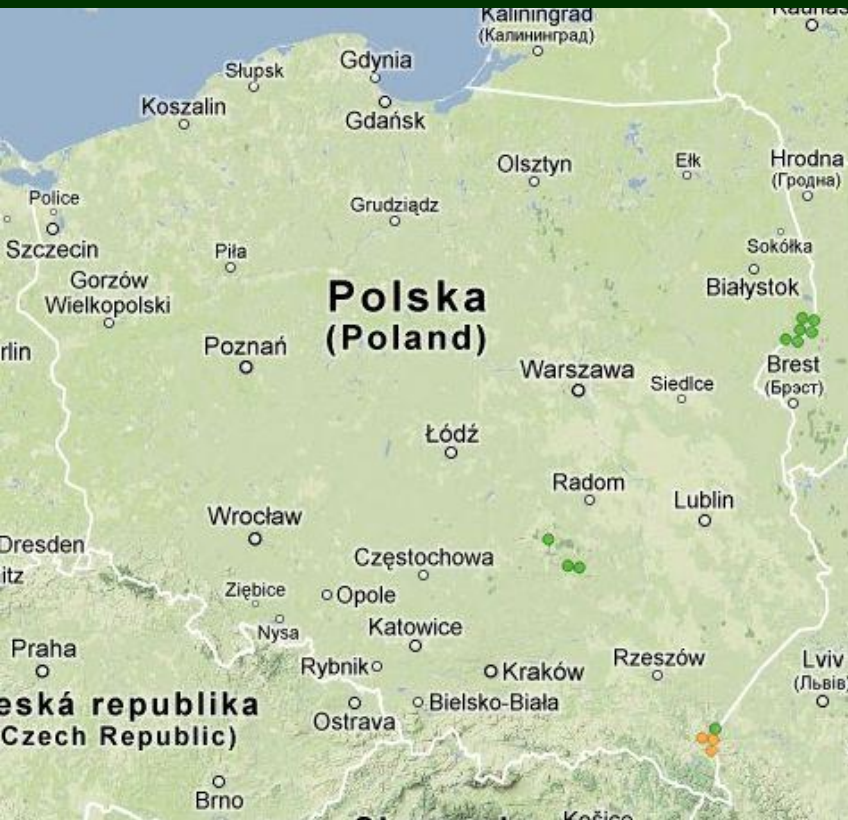 Kaliningrad
(Калининград)
Gdynia
Słupsk
Koszalin
Gdańsk
Olsztyn
Ełk
Hrodna
(Гродна)
Police
Grudziądz
Szczecin
Piła
Sokółka
Gorzów
Wielkopolski
Białystok
Polska
(Poland)
rlin
Poznań
Warszawa
Siedlce
Brest
(Брэст)
Łódź
Radom
Lublin
Wrocław
Dresden
itz
Częstochowa
Ziębice
Opole
Nysa
Katowice
Praha
Rybnik
Kraków
Rzeszów
Lviv
(Львів)
eská republika
Czech Republic)
Ostrava
Bielsko-Biała
Brno